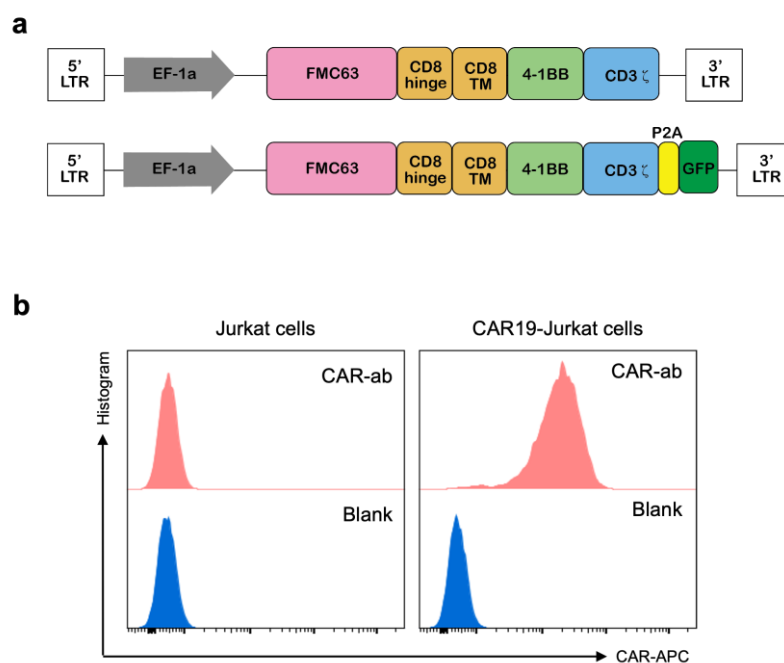 a
5’ LTR EF-1a FMC63 CD8 hinge CD8 TM 4-1BB CD3 ζ 3’ LTR
P2A
5’ LTR EF-1a FMC63 CD8 hinge CD8 TM 4-1BB CD3 ζ GFP 3’ LTR
b
Jurkat cells CAR19-Jurkat cells
Histogram
CAR-ab CAR-ab
Blank Blank
CAR-APC